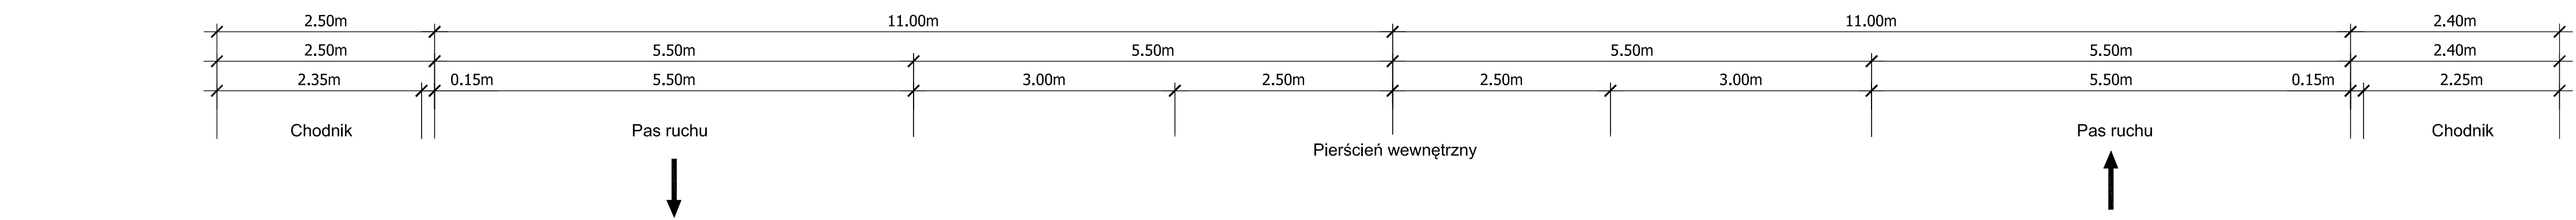 2.50m 11.00m 11.00m 2.40m
2.50m 5.50m 5.50m 5.50m 5.50m 2.40m
2.35m 0.15m 5.50m 3.00m 2.50m 2.50m 3.00m 5.50m 0.15m 2.25m
Chodnik Pas ruchu Pas ruchu Chodnik
Pierścień wewnętrzny